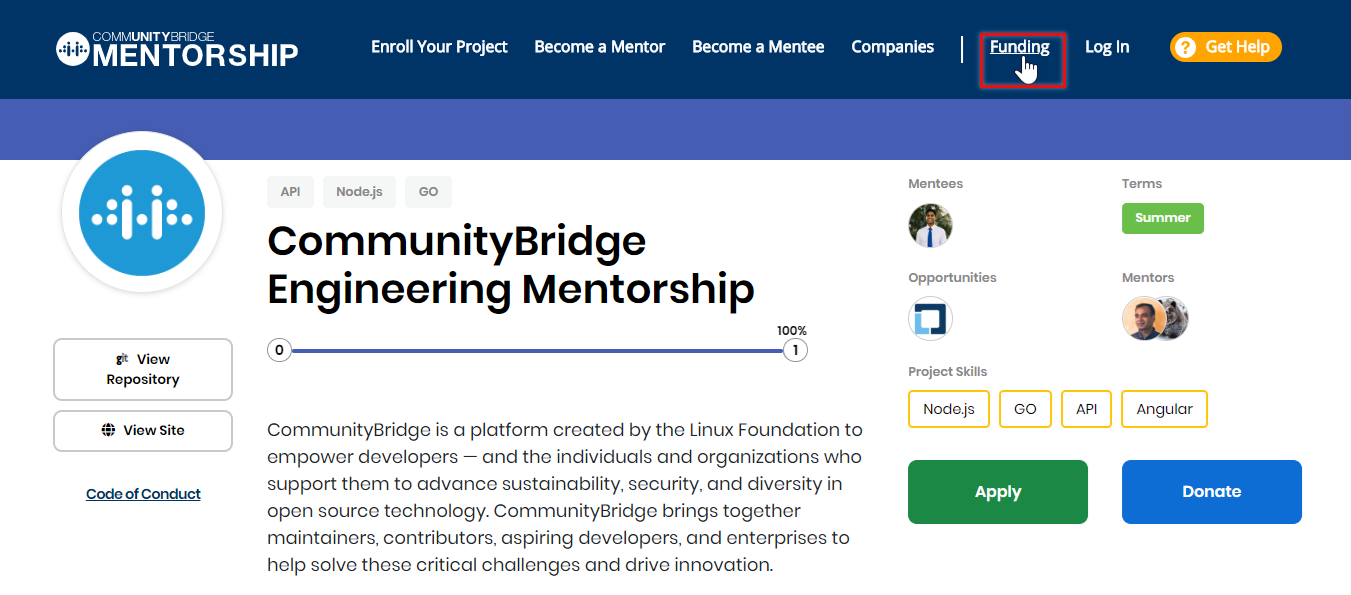 COMMUNITYBRIDGE
MENTORSHIP
Enroll Your Project
Become a Mentor
Become a Mentee
Companies
Funding
Log In
? Get Help
API
Node.js
GO
CommunityBridge
Engineering Mentorship
100%
0
1
git View
Repository
View Site
Code of Conduct
CommunityBridge is a platform created by the Linux Foundation to
empower developers — and the individuals and organizations who
support them to advance sustainability, security, and diversity in
open source technology. CommunityBridge brings together
maintainers, contributors, aspiring developers, and enterprises to
help solve these critical challenges and drive innovation.
Mentees
Terms
Summer
Opportunities
Mentors
Project Skills
Node.js
GO
API
Angular
Apply
Donate